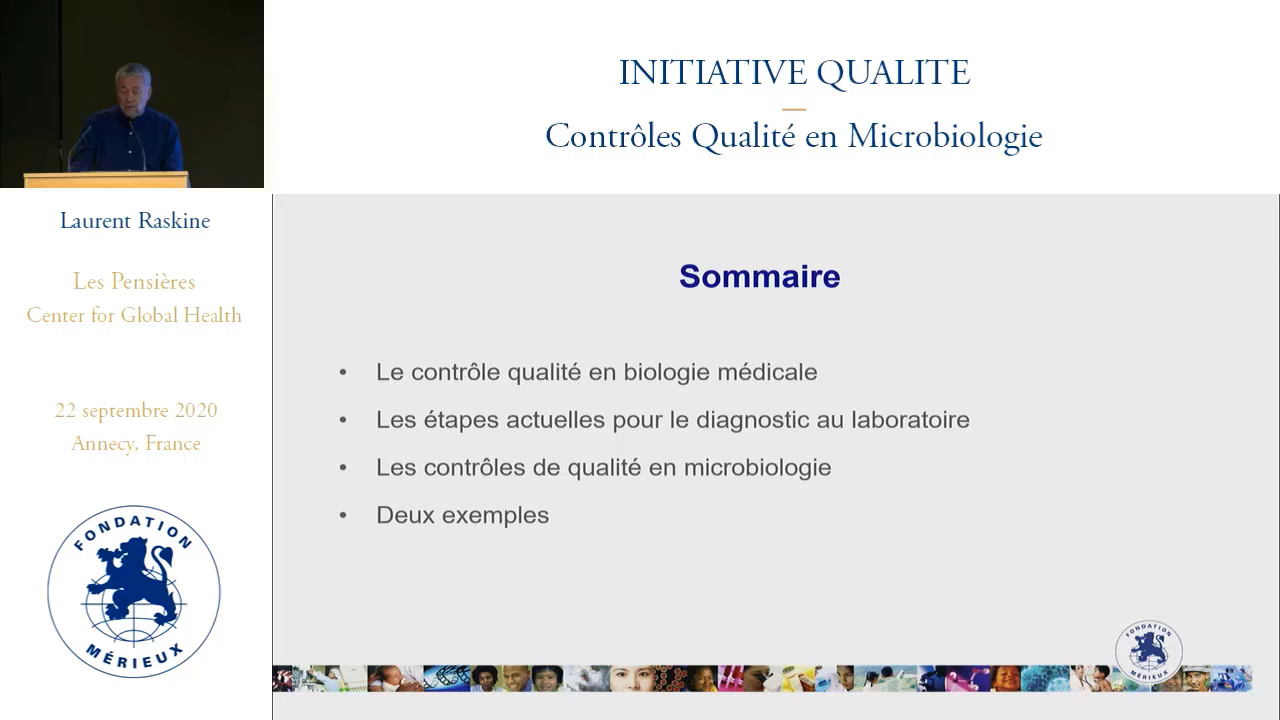 INITIATIVE QUALITE
Contrôles Qualité en Microbiologie
Laurent Raskine
Les Pensières
Center for Global Health
22 septembre 2020
Annecy, France
FONDATION
MÉRIEUX
Sommaire
• Le contrôle qualité en biologie médicale
• Les étapes actuelles pour le diagnostic au laboratoire
• Les contrôles de qualité en microbiologie
• Deux exemples
FONDATION
MÉRIEUX